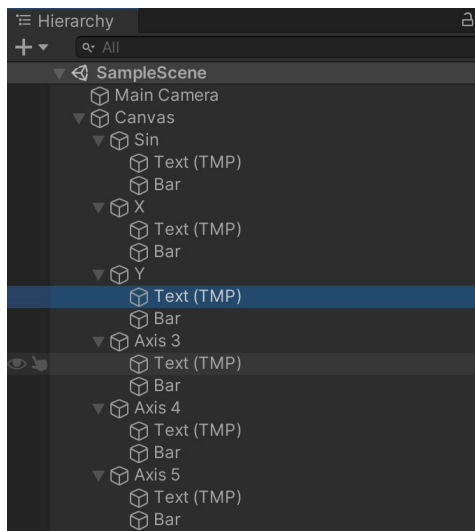 Hierarchy
All
SampleScene
Main Camera
Canvas
Sin
Text (TMP)
Bar
X
Text (TMP)
Bar
Y
Text (TMP)
Bar
Axis 3
Text (TMP)
Bar
Axis 4
Text (TMP)
Bar
Axis 5
Text (TMP)
Bar